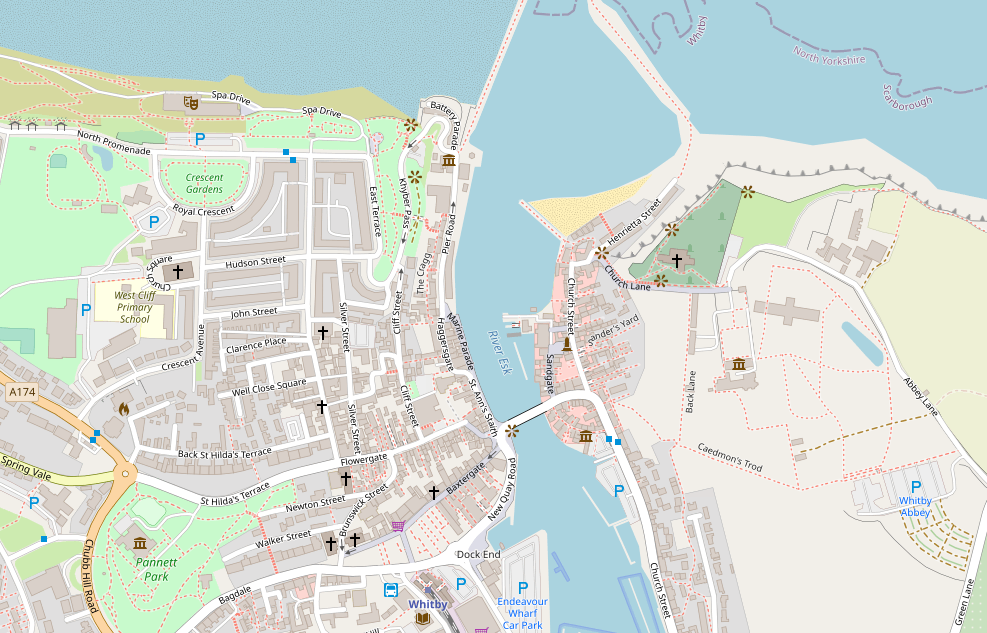 Whitby
North Yorkshire
Scarborough
Spa Drive
Spa Drive
Battery Parade
North Promenade
Crescent
Gardens
Royal Crescent
East Terrace
Khyber Pass
Pier Road
Henrietta Street
Church
Square
Hudson Street
The Cragg
Church Lane
West Cliff
Primary
School
John Street
Silver Street
Cliff Street
Haggersgate
Marine Parade
River Esk
Church Street
Clarence Place
Crescent
Avenue
Sandgate
Well Close Square
A174
St. Ann's Staith
Cliff Street
Silver Street
Back Lane
Abbey Lane
Back St Hilda's Terrace
Flowergate
Spring Vale
Baxtergate
Caedmon's Trod
St Hilda's Terrace
Newton Street
Brunswick Street
New Quay Road
Whitby
Abbey
Walker Street
Dock End
Pannett
Park
Chubb Hill Road
Bagdale
Church Street
Green Lane
Whitby
Endeavour
Wharf
Car Park